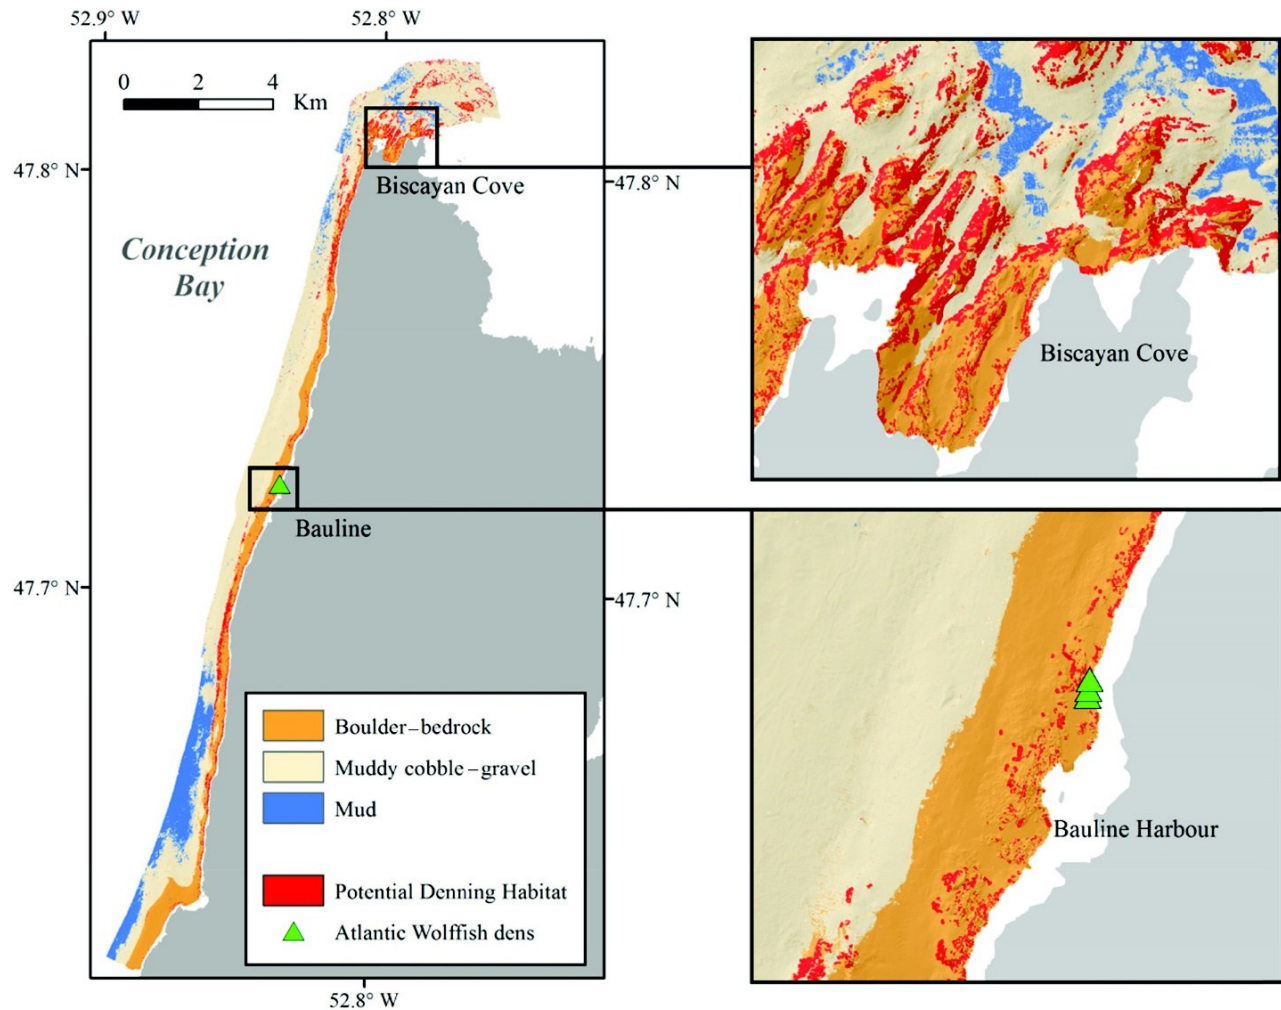 52.9° W
52.8° W
0 2 4
Km
47.8° N
47.8° N
Biscayan Cove
Conception
Bay
Biscayan Cove
Bauline
47.7° N
47.7° N
Boulder–bedrock
Muddy cobble–gravel
Mud
Potential Denning Habitat
Atlantic Wolffish dens
Bauline Harbour
52.8° W